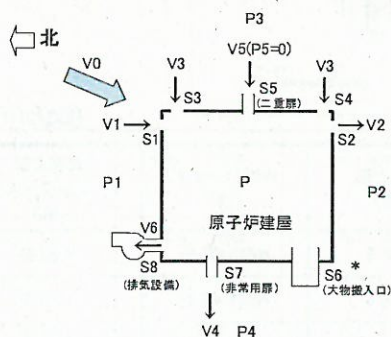 P3
北
V0
V3
V5(P5=0)
V3
S3
S5
(二重扉)
S4
V1
S1
V2
S2
P1
P
P2
原子炉建屋
V6
S8
(排気設備)
S7
(非常用扉)
S6
(大物搬入口)
*
V4
P4